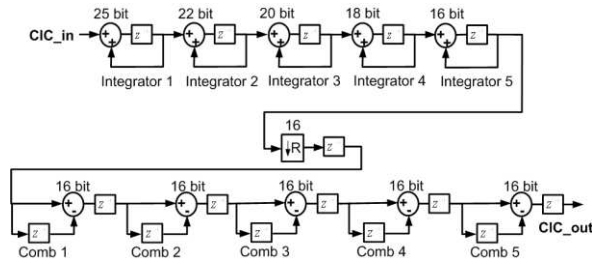 25 bit 22 bit 20 bit 18 bit 16 bit
CIC_in z z z z z
Integrator 1 Integrator 2 Integrator 3 Integrator 4 Integrator 5
16
↓R z
16 bit 16 bit 16 bit 16 bit 16 bit
z z z z z
z z z z z
CIC_out
Comb 1 Comb 2 Comb 3 Comb 4 Comb 5